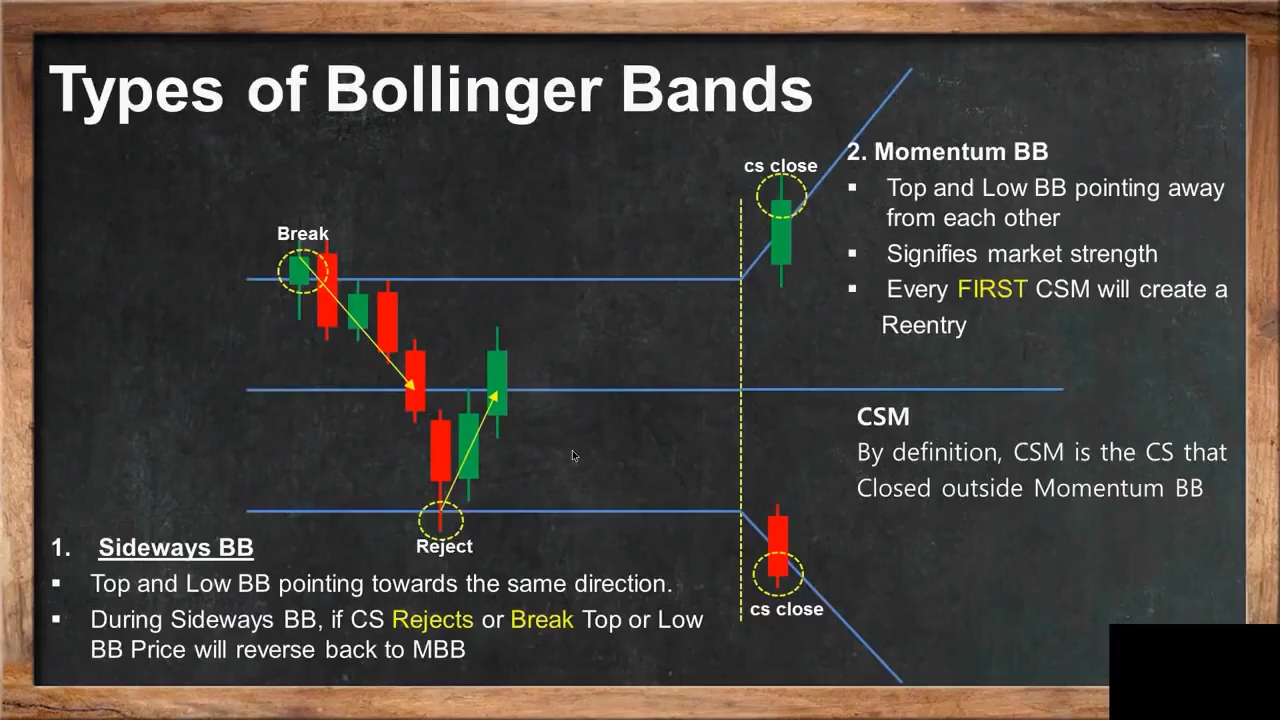 Types of Bollinger Bands
cs close
2. Momentum BB
▪ Top and Low BB pointing away
from each other
▪ Signifies market strength
▪ Every FIRST CSM will create a
Reentry
Break
CSM
By definition, CSM is the CS that
Closed outside Momentum BB
Reject
cs close
1. Sideways BB
▪ Top and Low BB pointing towards the same direction.
▪ During Sideways BB, if CS Rejects or Break Top or Low
BB Price will reverse back to MBB